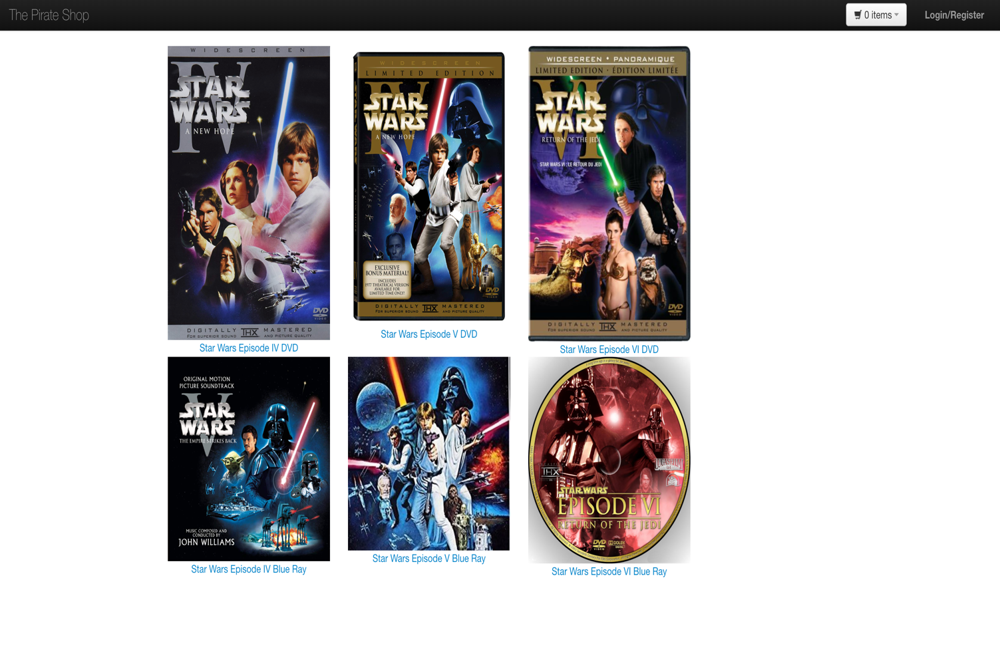 The Pirate Shop
0 items
Login/Register
WIDESCREEN
IV
STAR
WARS
A NEW HOPE
DVD
VIDEO
DIGITALLY THX MASTERED
FOR SUPERIOR SOUND AND PICTURE QUALITY
Star Wars Episode IV DVD
WIDESCREEN
LIMITED EDITION
IV
STAR
WARS
A NEW HOPE
EXCLUSIVE
BONUS MATERIAL!
INCLUDES
1977 THEATRICAL VERSION
AVAILABLE FOR
LIMITED TIME ONLY!
DVD
VIDEO
DIGITALLY THX MASTERED
FOR SUPERIOR SOUND AND PICTURE QUALITY
Star Wars Episode V DVD
WIDESCREEN • PANORAMIQUE
LIMITED EDITION • ÉDITION LIMITÉE
VI
STAR
WARS
RETURN OF THE JEDI
STAR WARS VI : LE RETOUR DU JEDI
DVD
VIDEO
DIGITALLY THX MASTERED
FOR SUPERIOR SOUND AND PICTURE QUALITY
Star Wars Episode VI DVD
ORIGINAL MOTION
PICTURE SOUNDTRACK
V
STAR
WARS
THE EMPIRE STRIKES BACK
MUSIC COMPOSED AND
CONDUCTED BY
JOHN WILLIAMS
Star Wars Episode IV Blue Ray
Star Wars Episode V Blue Ray
LUCASFILM
LTD
THX
STAR WARS
EPISODE VI
RETURN OF THE JEDI
DVD
VIDEO
DOLBY
DIGITAL
Star Wars Episode VI Blue Ray